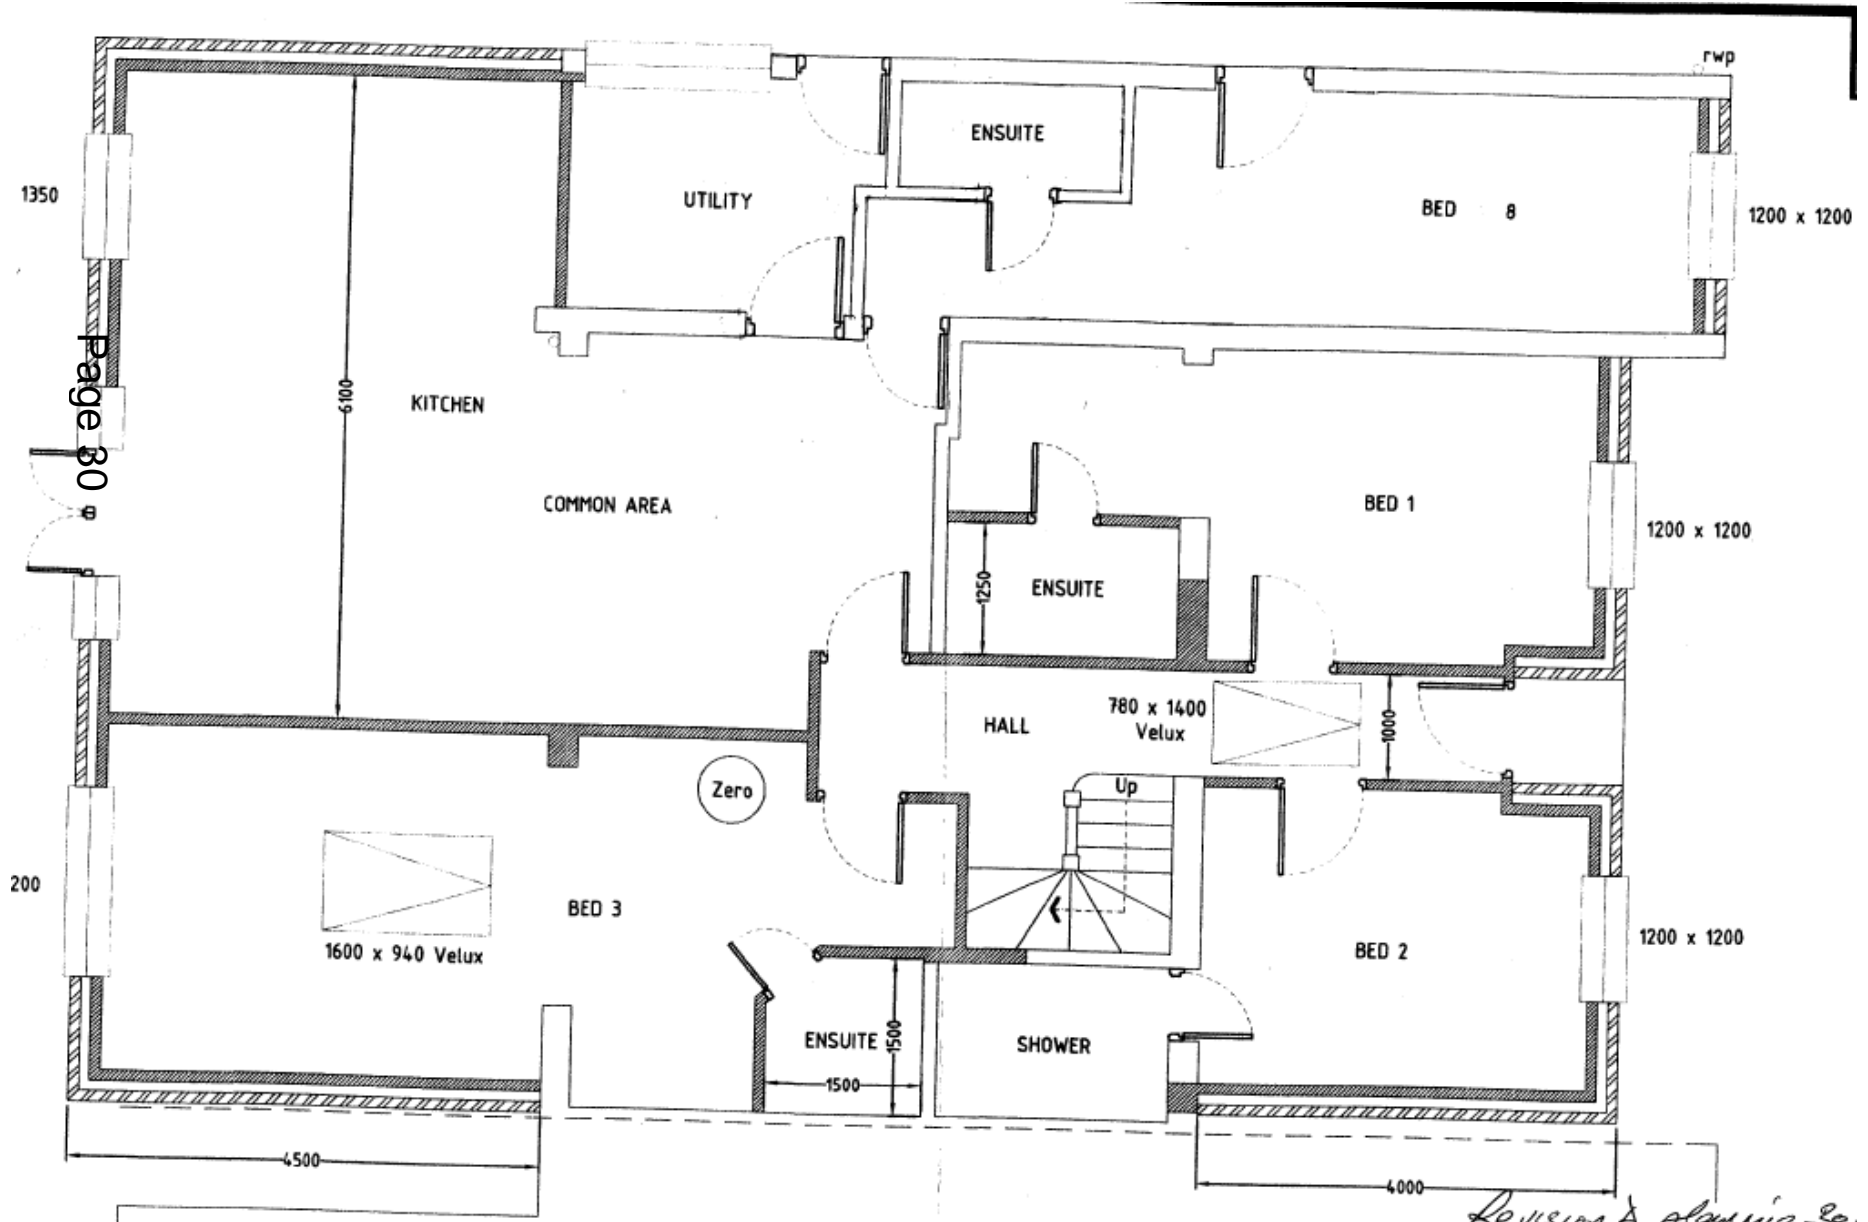 rwp
ENSUITE
1350
UTILITY
BED 8
1200 x 1200
Page 30
6100
KITCHEN
COMMON AREA
BED 1
1200 x 1200
1250
ENSUITE
780 x 1400
Velux
HALL
1000
Up
Zero
200
BED 3
1600 x 940 Velux
BED 2
1200 x 1200
ENSUITE
1500
SHOWER
1500
4500
4000
Revision A